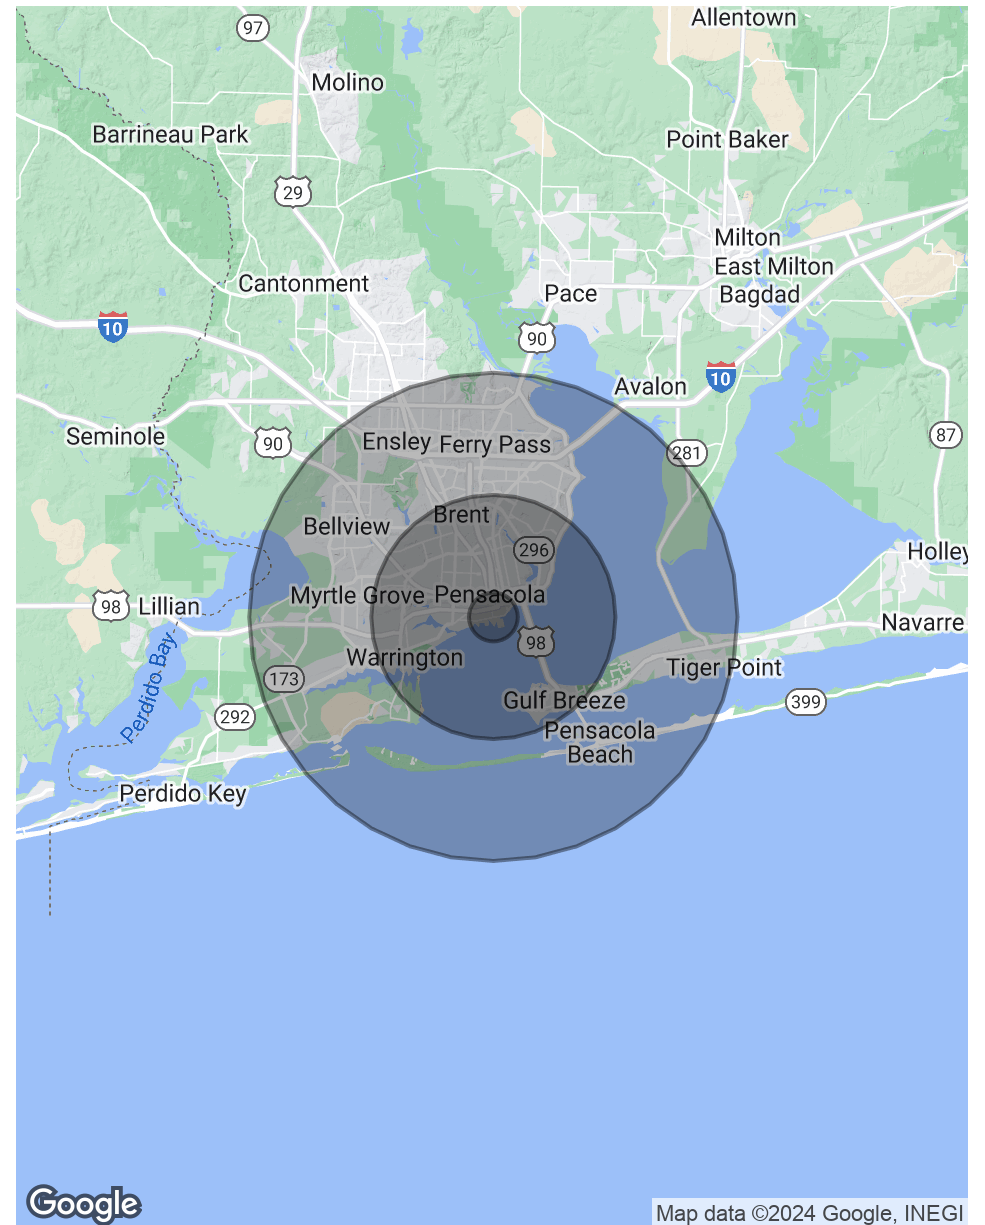 Allentown
97
Molino
Barrineau Park
Point Baker
29
Milton
East Milton
Cantonment
Pace
Bagdad
10
90
10
Avalon
Seminole
90
Ensley
Ferry Pass
87
281
Brent
Bellview
296
Holley
Myrtle Grove
Pensacola
98
Lillian
Navarre
98
Warrington
Tiger Point
173
Perdido Bay
Gulf Breeze
399
292
Pensacola
Beach
Perdido Key
Google
Map data ©2024 Google, INEGI